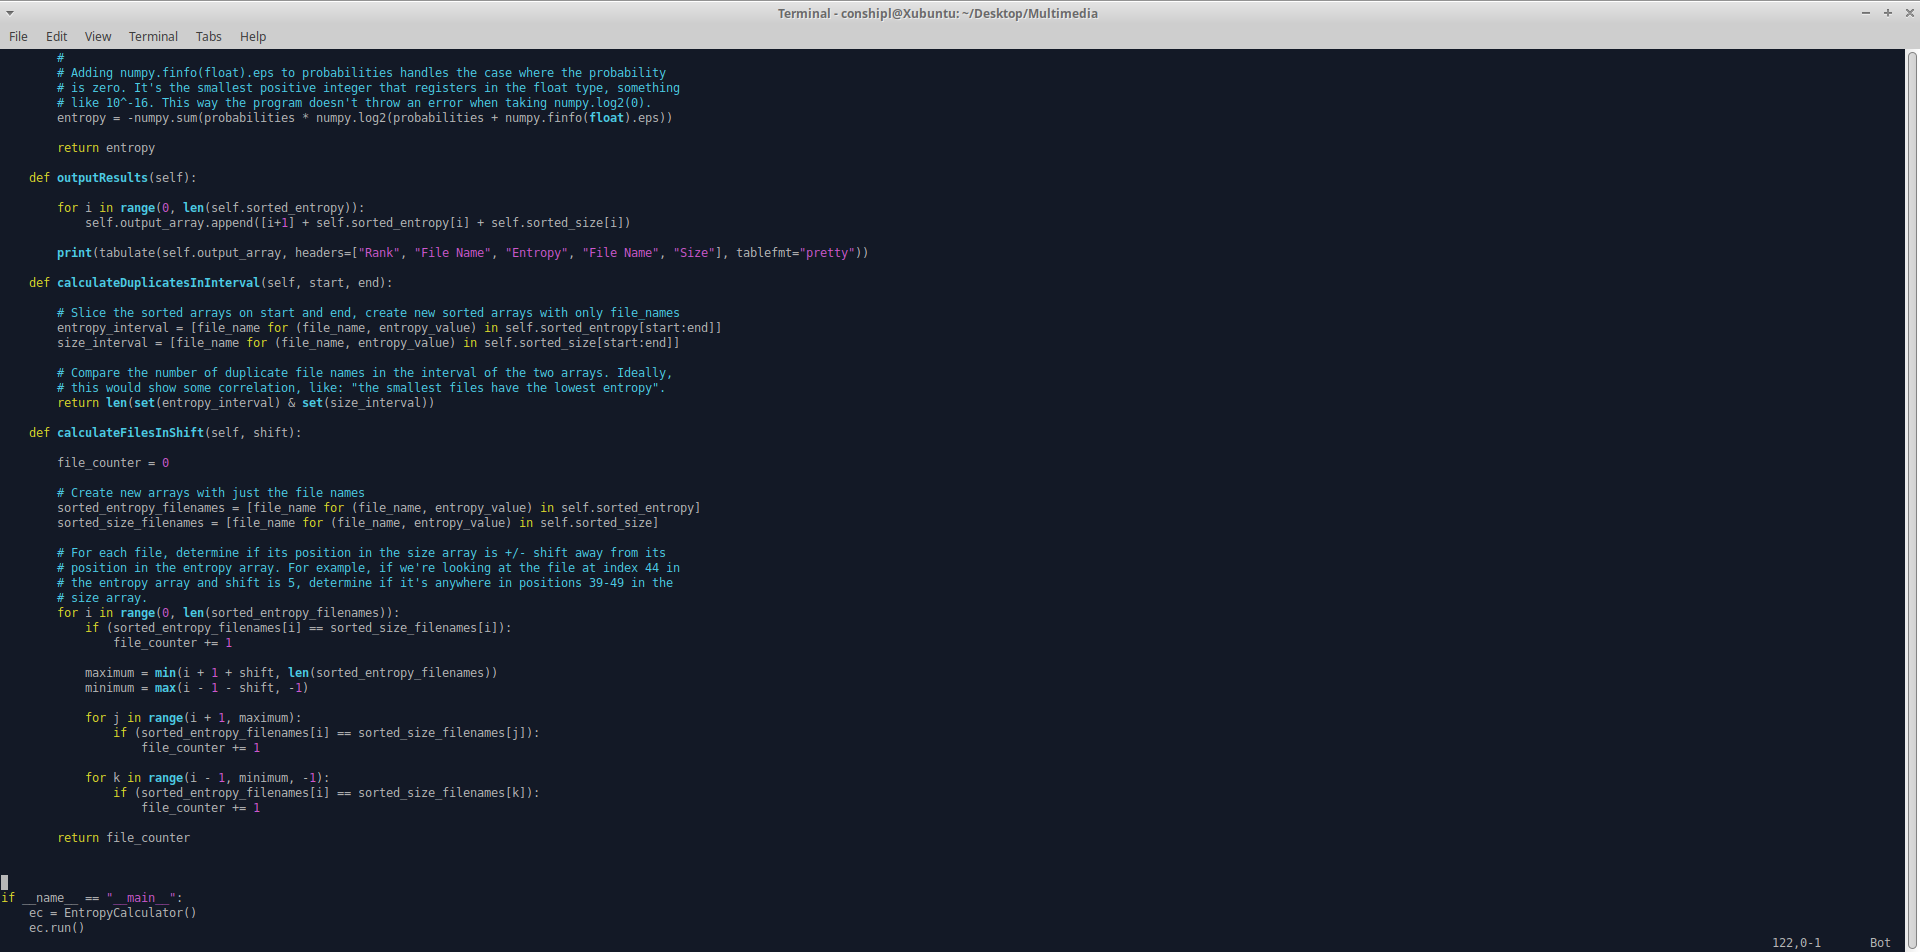 Terminal - conshipl@Xubuntu: ~/Desktop/Multimedia
File Edit View Terminal Tabs Help
#
# Adding numpy.finfo(float).eps to probabilities handles the case where the probability
# is zero. It's the smallest positive integer that registers in the float type, something
# like 10^-16. This way the program doesn't throw an error when taking numpy.log2(0).
entropy = -numpy.sum(probabilities * numpy.log2(probabilities + numpy.finfo(float).eps))
return entropy
def outputResults(self):
for i in range(0, len(self.sorted_entropy)):
self.output_array.append([i+1] + self.sorted_entropy[i] + self.sorted_size[i])
print(tabulate(self.output_array, headers=["Rank", "File Name", "Entropy", "File Name", "Size"], tablefmt="pretty"))
def calculateDuplicatesInInterval(self, start, end):
# Slice the sorted arrays on start and end, create new sorted arrays with only file_names
entropy_interval = [file_name for (file_name, entropy_value) in self.sorted_entropy[start:end]]
size_interval = [file_name for (file_name, entropy_value) in self.sorted_size[start:end]]
# Compare the number of duplicate file names in the interval of the two arrays. Ideally,
# this would show some correlation, like: "the smallest files have the lowest entropy".
return len(set(entropy_interval) & set(size_interval))
def calculateFilesInShift(self, shift):
file_counter = 0
# Create new arrays with just the file names
sorted_entropy_filenames = [file_name for (file_name, entropy_value) in self.sorted_entropy]
sorted_size_filenames = [file_name for (file_name, entropy_value) in self.sorted_size]
# For each file, determine if its position in the size array is +/- shift away from its
# position in the entropy array. For example, if we're looking at the file at index 44 in
# the entropy array and shift is 5, determine if it's anywhere in positions 39-49 in the
# size array.
for i in range(0, len(sorted_entropy_filenames)):
if (sorted_entropy_filenames[i] == sorted_size_filenames[i]):
file_counter += 1
maximum = min(i + 1 + shift, len(sorted_entropy_filenames))
minimum = max(i - 1 - shift, -1)
for j in range(i + 1, maximum):
if (sorted_entropy_filenames[i] == sorted_size_filenames[j]):
file_counter += 1
for k in range(i - 1, minimum, -1):
if (sorted_entropy_filenames[i] == sorted_size_filenames[k]):
file_counter += 1
return file_counter
if __name__ == "__main__":
ec = EntropyCalculator()
ec.run()
122,0-1 Bot